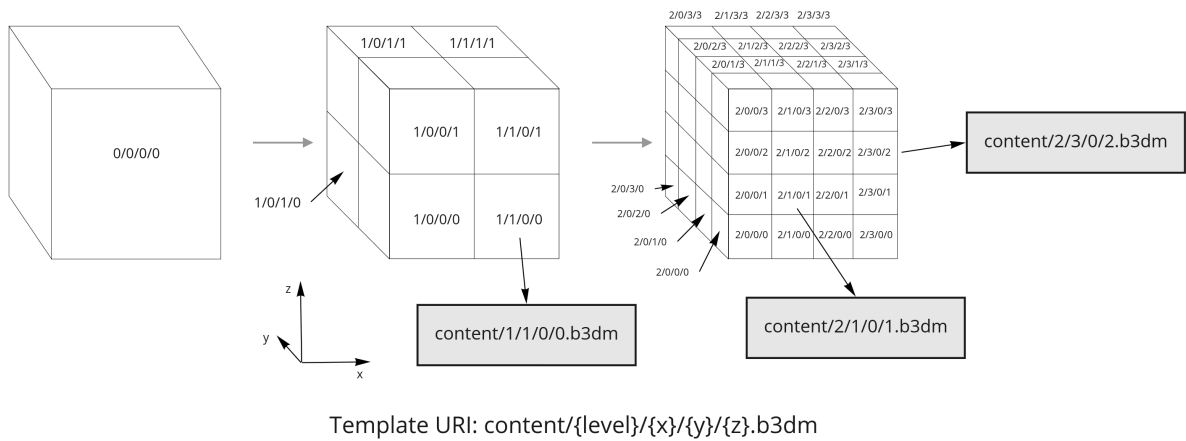 0/0/0/0
1/0/1/1 1/1/1/1
1/0/0/1 1/1/0/1
1/0/1/0
1/0/0/0 1/1/0/0
content/1/1/0/0.b3dm
z
y
x
2/0/3/3 2/1/3/3 2/2/3/3 2/3/3/3
2/0/2/3 2/1/2/3 2/2/2/3 2/3/2/3
2/0/1/3 2/1/1/3 2/2/1/3 2/3/1/3
2/0/0/3 2/1/0/3 2/2/0/3 2/3/0/3
2/0/0/2 2/1/0/2 2/2/0/2 2/3/0/2
2/0/0/1 2/1/0/1 2/2/0/1 2/3/0/1
2/0/0/0 2/1/0/0 2/2/0/0 2/3/0/0
2/0/3/0
2/0/2/0
2/0/1/0
2/0/0/0
content/2/3/0/2.b3dm
content/2/1/0/1.b3dm
Template URI: content/{level}/{x}/{y}/{z}.b3dm